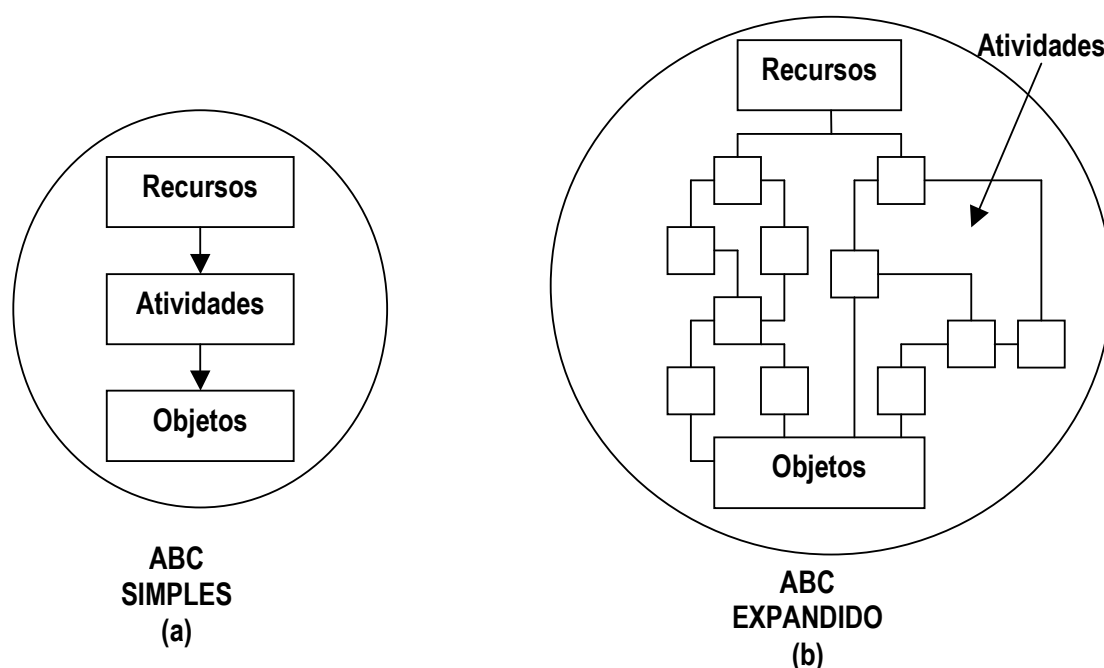 Recursos
Atividades
Objetos
ABC
SIMPLES
(a)
Atividades
Recursos
Objetos
ABC
EXPANDIDO
(b)